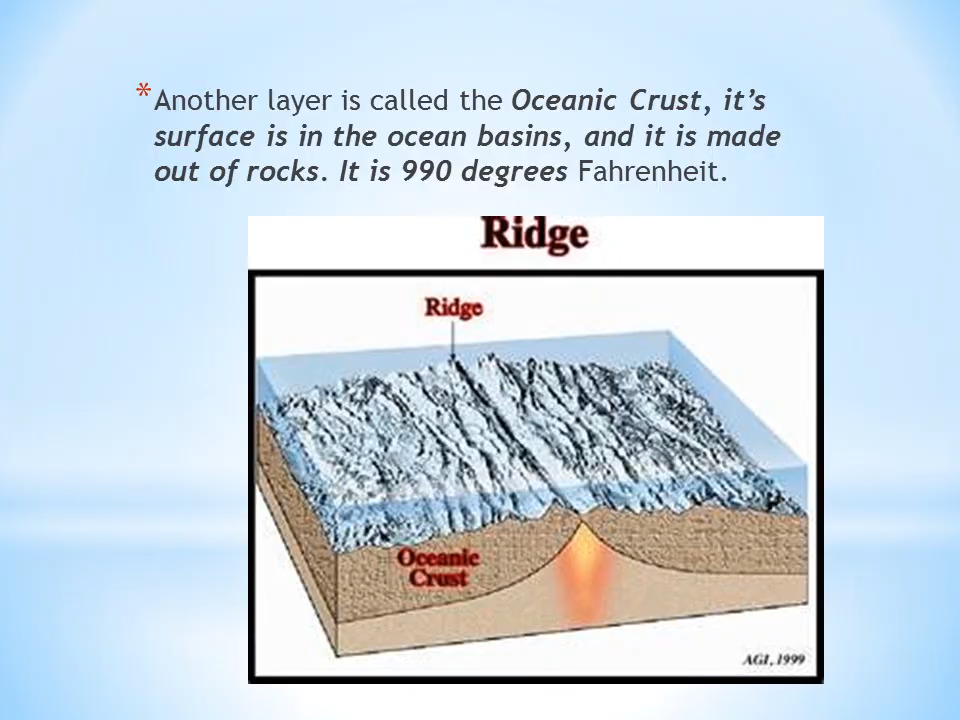 * Another layer is called the Oceanic Crust, it’s
surface is in the ocean basins, and it is made
out of rocks. It is 990 degrees Fahrenheit.
Ridge
Ridge
Oceanic
Crust
AGI, 1999